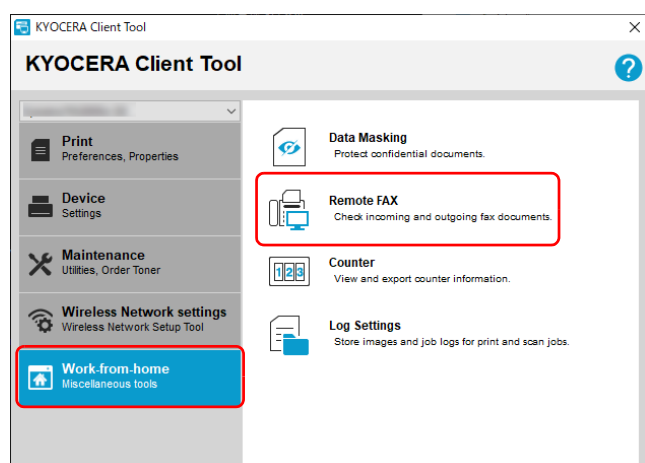 KYOCERA Client Tool
KYOCERA Client Tool
?
Print
Preferences, Properties
Device
Settings
Maintenance
Utilities, Order Toner
Wireless Network settings
Wireless Network Setup Tool
Work-from-home
Miscellaneous tools
Data Masking
Protect confidential documents.
Remote FAX
Check incoming and outgoing fax documents.
123
Counter
View and export counter information.
Log Settings
Store images and job logs for print and scan jobs.